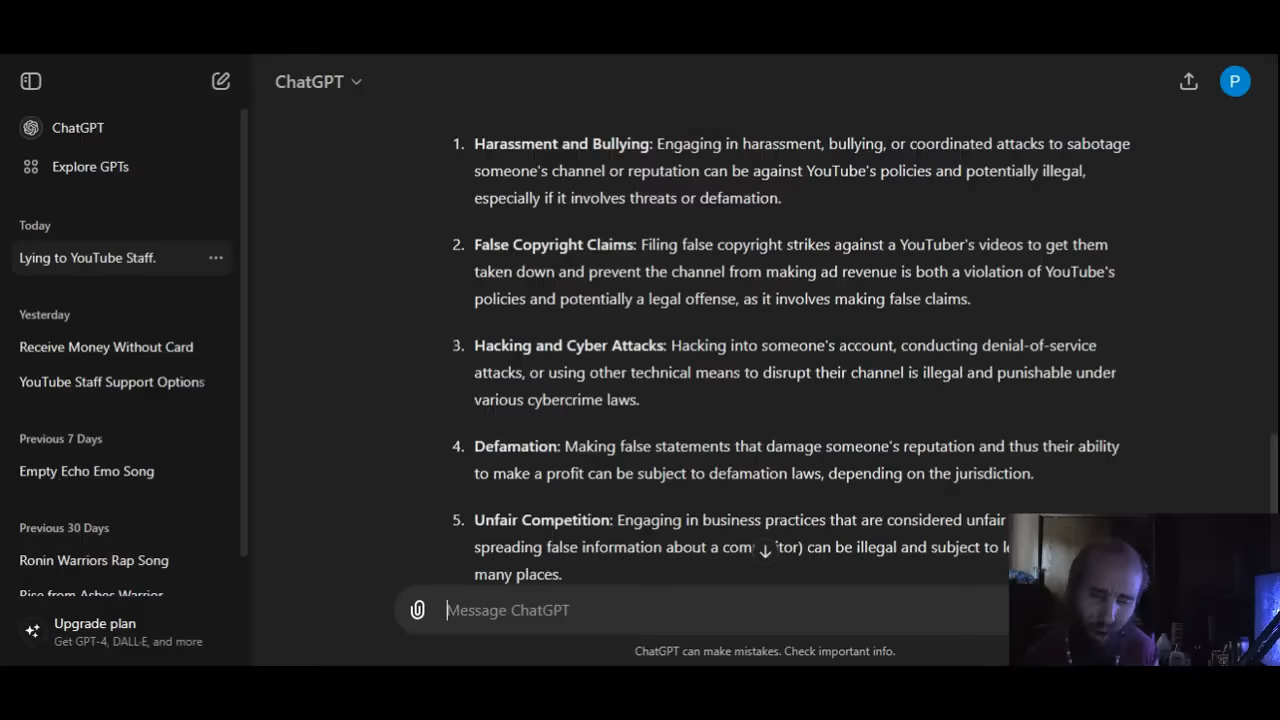 ChatGPT
ChatGPT
Explore GPTs
Today
Lying to YouTube Staff.
Yesterday
Receive Money Without Card
YouTube Staff Support Options
Previous 7 Days
Empty Echo Emo Song
Previous 30 Days
Ronin Warriors Rap Song
Rise from Ashes Warrior
Upgrade plan
Get GPT-4, DALL·E, and more
P
1. Harassment and Bullying: Engaging in harassment, bullying, or coordinated attacks to sabotage
someone's channel or reputation can be against YouTube's policies and potentially illegal,
especially if it involves threats or defamation.
2. False Copyright Claims: Filing false copyright strikes against a YouTuber's videos to get them
taken down and prevent the channel from making ad revenue is both a violation of YouTube's
policies and potentially a legal offense, as it involves making false claims.
3. Hacking and Cyber Attacks: Hacking into someone's account, conducting denial-of-service
attacks, or using other technical means to disrupt their channel is illegal and punishable under
various cybercrime laws.
4. Defamation: Making false statements that damage someone's reputation and thus their ability
to make a profit can be subject to defamation laws, depending on the jurisdiction.
5. Unfair Competition: Engaging in business practices that are considered unfair
spreading false information about a com itor) can be illegal and subject to
many places.
Message ChatGPT
ChatGPT can make mistakes. Check important info.